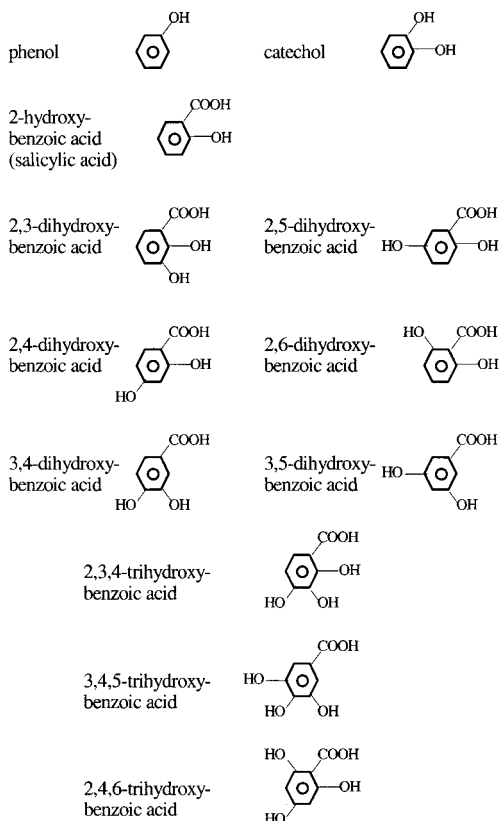 OH
phenol
catechol
OH
OH
COOH
2-hydroxy-
benzoic acid
(salicylic acid)
OH
COOH
2,3-dihydroxy-
benzoic acid
OH
OH
COOH
2,5-dihydroxy-
benzoic acid
HO
OH
COOH
2,4-dihydroxy-
benzoic acid
OH
HO
HO
COOH
2,6-dihydroxy-
benzoic acid
OH
COOH
3,4-dihydroxy-
benzoic acid
HO
OH
COOH
3,5-dihydroxy-
benzoic acid
HO
OH
COOH
2,3,4-trihydroxy-
benzoic acid
OH
HO
OH
COOH
3,4,5-trihydroxy-
benzoic acid
HO
HO
OH
HO
COOH
2,4,6-trihydroxy-
benzoic acid
OH
HO